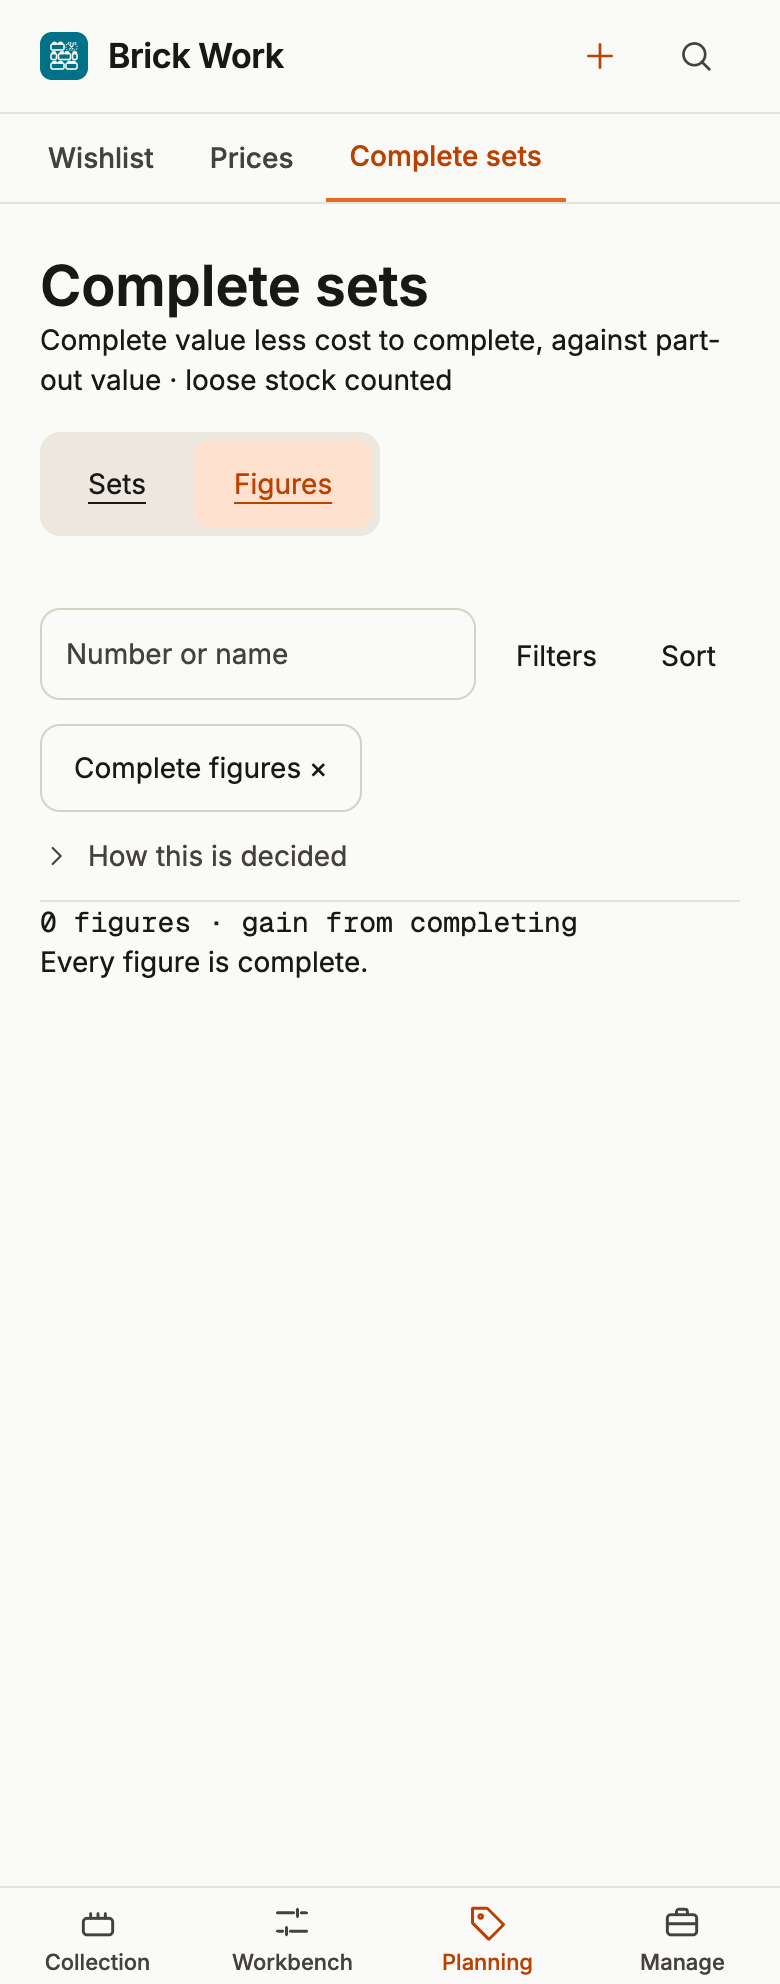 Brick Work
Wishlist
Prices
Complete sets
Complete sets
Complete value less cost to complete, against part-
out value · loose stock counted
Sets
Figures
Number or name
Filters
Sort
Complete figures ×
How this is decided
0 figures · gain from completing
Every figure is complete.
Collection
Workbench
Planning
Manage